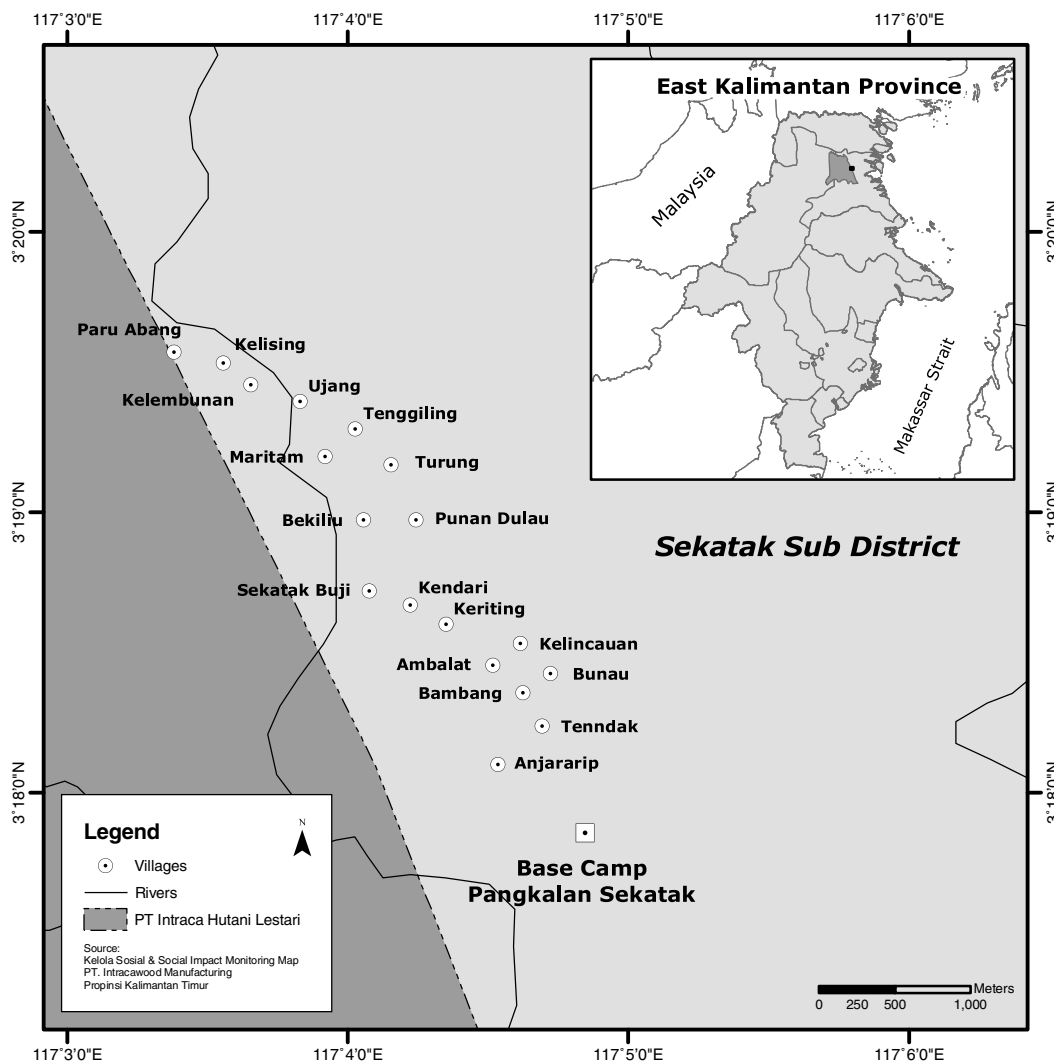 117˚3'0"E
117˚4'0"E
117˚5'0"E
117˚6'0"E
East Kalimantan Province
Malaysia
Makassar Strait
3˚20'0"N
3˚20'0"N
Paru Abang
Kelising
Kelembunan
Ujang
Tenggiling
Maritam
Turung
3˚19'0"N
3˚19'0"N
Bekiliu
Punan Dulau
Sekatak Sub District
Sekatak Buji
Kendari
Keriting
Kelincauan
Ambalat
Bunau
Bambang
Tenndak
Anjararip
3˚18'0"N
3˚18'0"N
Base Camp
Pangkalan Sekatak
Legend
N
Villages
Rivers
PT Intraca Hutani Lestari
Source:
Kelola Sosial & Social Impact Monitoring Map
PT. Intracawood Manufacturing
Propinsi Kalimantan Timur
Meters
0 250 500 1,000
117˚3'0"E
117˚4'0"E
117˚5'0"E
117˚6'0"E